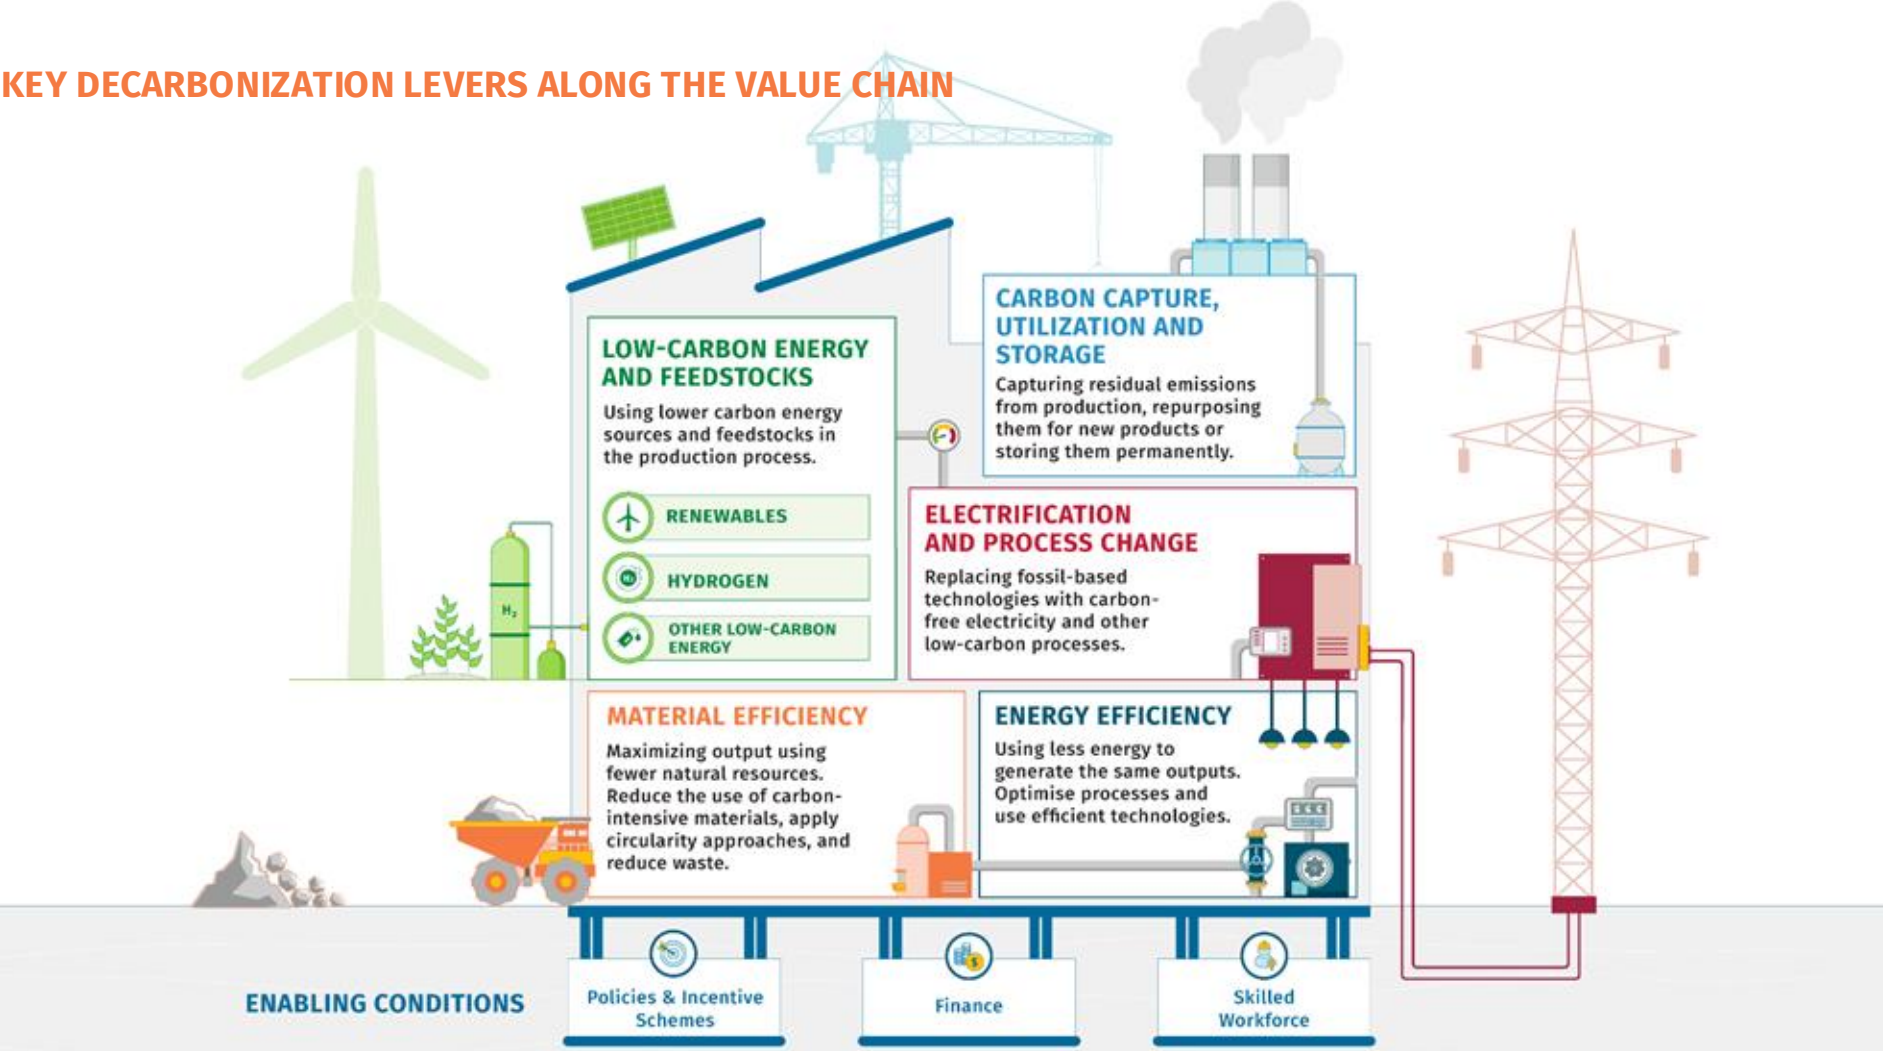 KEY DECARBONIZATION LEVERS ALONG THE VALUE CHAIN
CARBON CAPTURE,
UTILIZATION AND
STORAGE
Capturing residual emissions
from production, repurposing
them for new products or
storing them permanently.
LOW-CARBON ENERGY
AND FEEDSTOCKS
Using lower carbon energy
sources and feedstocks in
the production process.
RENEWABLES
H₂
HYDROGEN
OTHER LOW-CARBON
ENERGY
H₂
ELECTRIFICATION
AND PROCESS CHANGE
Replacing fossil-based
technologies with carbon-
free electricity and other
low-carbon processes.
MATERIAL EFFICIENCY
Maximizing output using
fewer natural resources.
Reduce the use of carbon-
intensive materials, apply
circularity approaches, and
reduce waste.
ENERGY EFFICIENCY
Using less energy to
generate the same outputs.
Optimise processes and
use efficient technologies.
ENABLING CONDITIONS
Policies & Incentive
Schemes
$
Finance
Skilled
Workforce